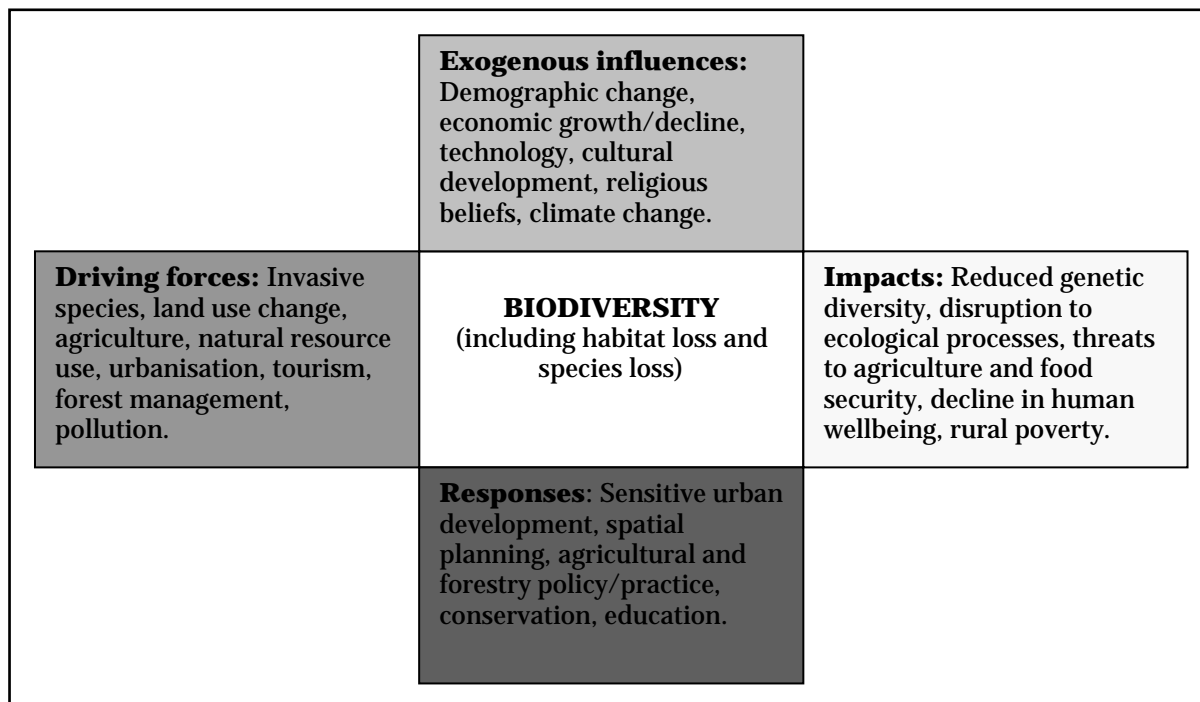 Exogenous influences:
Demographic change,
economic growth/decline,
technology, cultural
development, religious
beliefs, climate change.
Driving forces: Invasive
species, land use change,
agriculture, natural resource
use, urbanisation, tourism,
forest management,
pollution.
BIODIVERSITY
(including habitat loss and
species loss)
Impacts: Reduced genetic
diversity, disruption to
ecological processes, threats
to agriculture and food
security, decline in human
wellbeing, rural poverty.
Responses: Sensitive urban
development, spatial
planning, agricultural and
forestry policy/practice,
conservation, education.